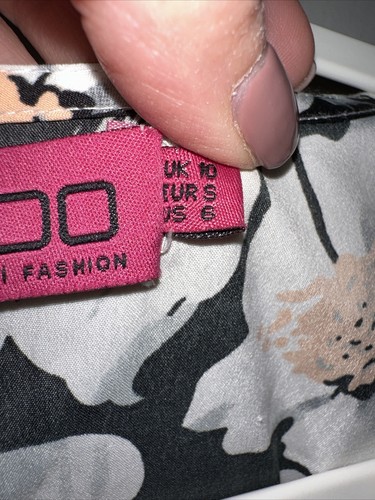 OO
I FASHION
UK 10
EUR S
US 6